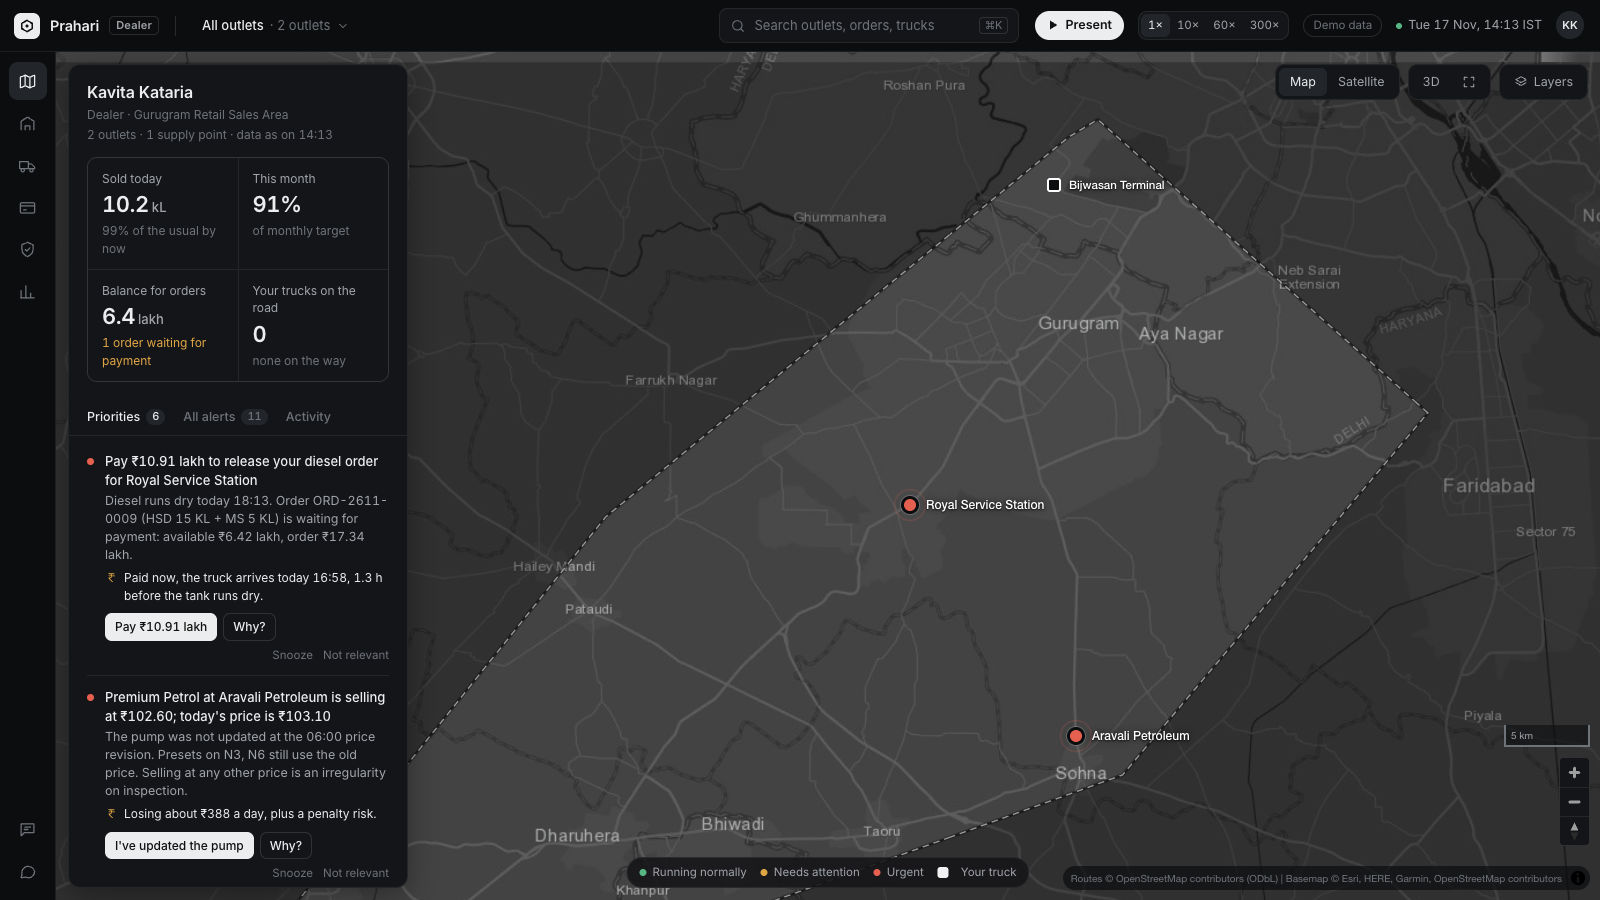 Prahari
Dealer
All outlets · 2 outlets
Search outlets, orders, trucks
⌘K
Present
1×
10×
60×
300×
Demo data
Tue 17 Nov, 14:13 IST
KK
Kavita Kataria
Dealer · Gurugram Retail Sales Area
2 outlets · 1 supply point · data as on 14:13
Sold today
10.2 kL
99% of the usual by
now
This month
91%
of monthly target
Balance for orders
6.4 lakh
1 order waiting for
payment
Your trucks on the
road
0
none on the way
Priorities 6
All alerts 11
Activity
Pay ₹10.91 lakh to release your diesel order
for Royal Service Station
Diesel runs dry today 18:13. Order ORD-2611-
0009 (HSD 15 KL + MS 5 KL) is waiting for
payment: available ₹6.42 lakh, order ₹17.34
lakh.
₹ Paid now, the truck arrives today 16:58, 1.3 h
before the tank runs dry.
Pay ₹10.91 lakh
Why?
Snooze
Not relevant
Premium Petrol at Aravali Petroleum is selling
at ₹102.60; today's price is ₹103.10
The pump was not updated at the 06:00 price
revision. Presets on N3, N6 still use the old
price. Selling at any other price is an irregularity
on inspection.
₹ Losing about ₹388 a day, plus a penalty risk.
I've updated the pump
Why?
Snooze
Not relevant
Map
Satellite
3D
Layers
Roshan Pura
Bijwasan Terminal
Ghummanhera
Neb Sarai
Extension
HARYANA
Gurugram
Aya Nagar
Farrukh Nagar
DELHI
Faridabad
Royal Service Station
Sector 75
Hailey Mandi
Pataudi
Piyala
5 km
Aravali Petroleum
Sohna
Bhiwadi
Dharuhera
Taoru
Khanpur
Running normally
Needs attention
Urgent
Your truck
Routes © OpenStreetMap contributors (ODbL) | Basemap © Esri, HERE, Garmin, OpenStreetMap contributors